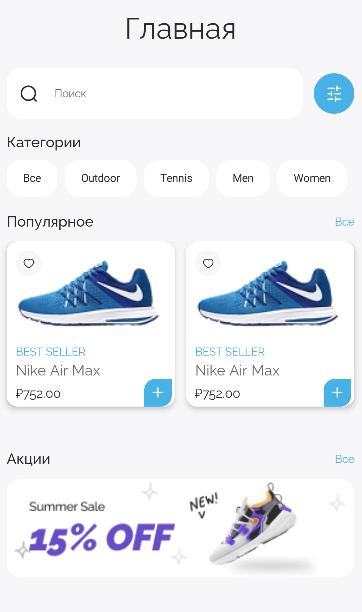 Главная
Поиск
Категории
Все Outdoor Tennis Men Women
Популярное Все
BEST SELLER BEST SELLER
Nike Air Max Nike Air Max
₽752.00 ₽752.00
Акции Все
Summer Sale NEW!
15% OFF